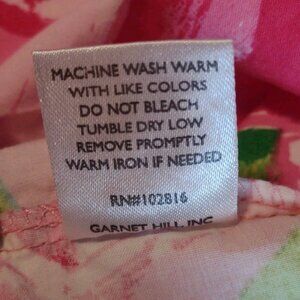 MACHINE WASH WARM
WITH LIKE COLORS
DO NOT BLEACH
TUMBLE DRY LOW
REMOVE PROMPTLY
WARM IRON IF NEEDED
RN#102816
GARNET HILL, INC